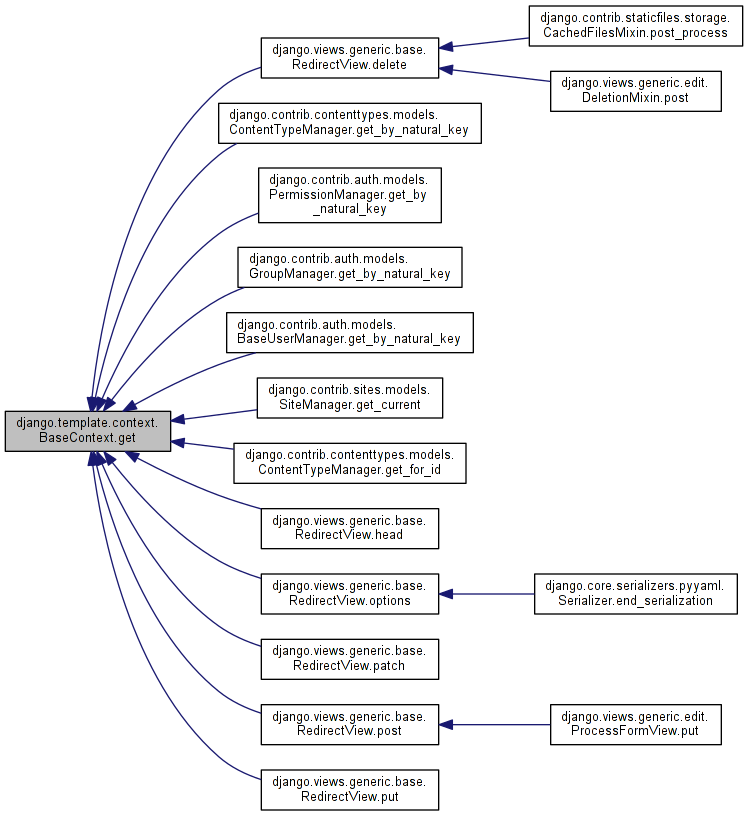 django.contrib.staticfiles.storage.
CachedFilesMixin.post_process
django.views.generic.base.
RedirectView.delete
django.views.generic.edit.
DeletionMixin.post
django.contrib.contenttypes.models.
ContentTypeManager.get_by_natural_key
django.contrib.auth.models.
PermissionManager.get_by
_natural_key
django.contrib.auth.models.
GroupManager.get_by_natural_key
django.contrib.auth.models.
BaseUserManager.get_by_natural_key
django.contrib.sites.models.
SiteManager.get_current
django.template.context.
BaseContext.get
django.contrib.contenttypes.models.
ContentTypeManager.get_for_id
django.views.generic.base.
RedirectView.head
django.views.generic.base.
RedirectView.options
django.core.serializers.pyyaml.
Serializer.end_serialization
django.views.generic.base.
RedirectView.patch
django.views.generic.base.
RedirectView.post
django.views.generic.edit.
ProcessFormView.put
django.views.generic.base.
RedirectView.put